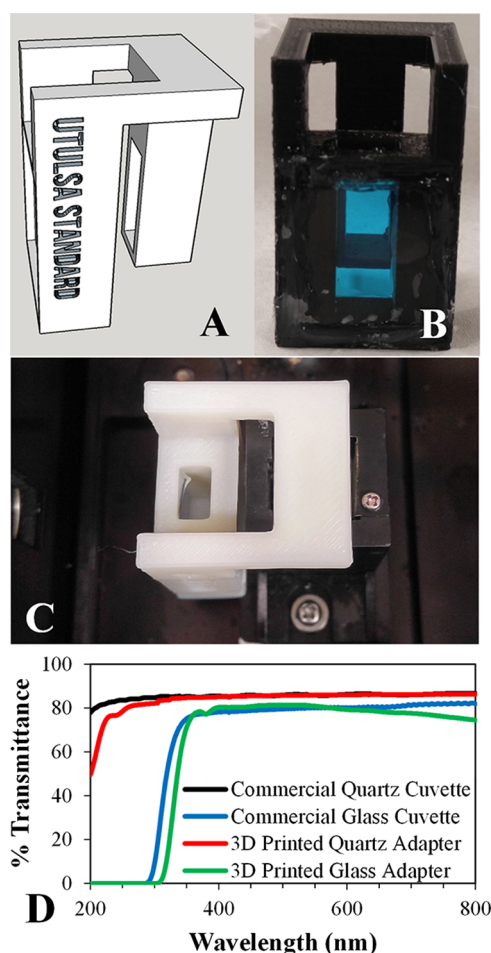 UTULSA STANDARD
A
B
C
100
80
60
40
20
0
% Transmittance
Commercial Quartz Cuvette
Commercial Glass Cuvette
3D Printed Quartz Adapter
3D Printed Glass Adapter
200
400
600
800
Wavelength (nm)
D